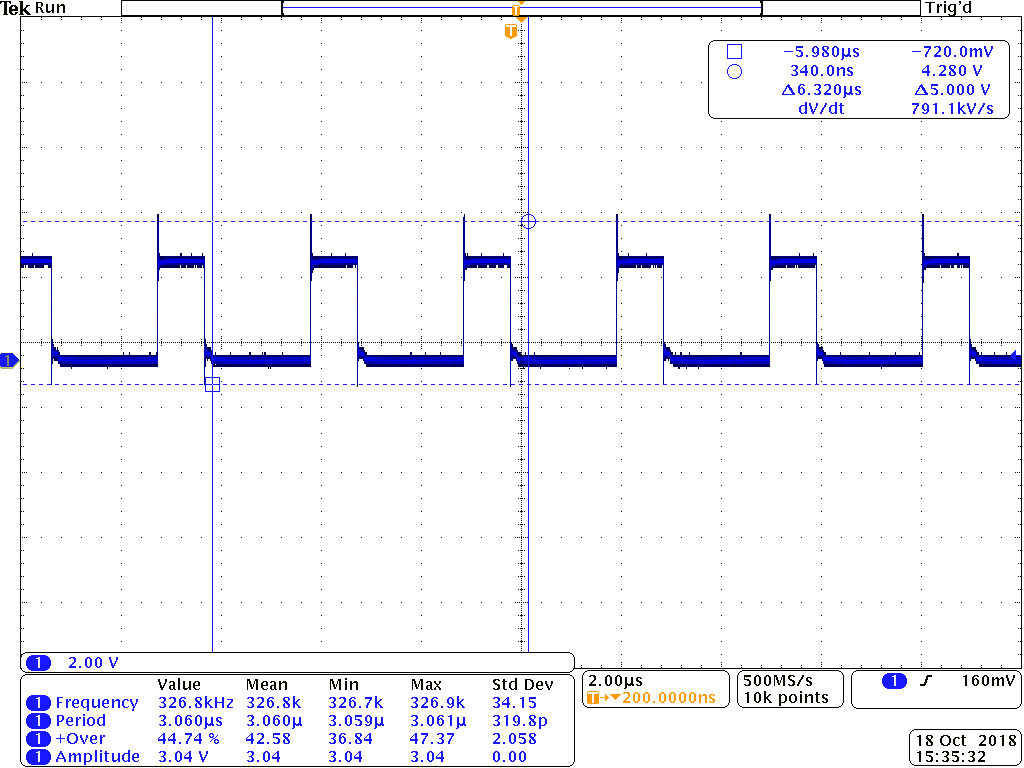 Tek Run Trig'd
T
T
−5.980µs −720.0mV
340.0ns 4.280 V
Δ6.320µs Δ5.000 V
dV/dt 791.1kV/s
1
1 2.00 V
Value Mean Min Max Std Dev
1 Frequency 326.8kHz 326.8k 326.7k 326.9k 34.15
1 Period 3.060µs 3.060µ 3.059µ 3.061µ 319.8p
1 +Over 44.74 % 42.58 36.84 47.37 2.058
1 Amplitude 3.04 V 3.04 3.04 3.04 0.00
2.00µs
T→▼200.0000ns
500MS/s
10k points
1 160mV
18 Oct 2018
15:35:32